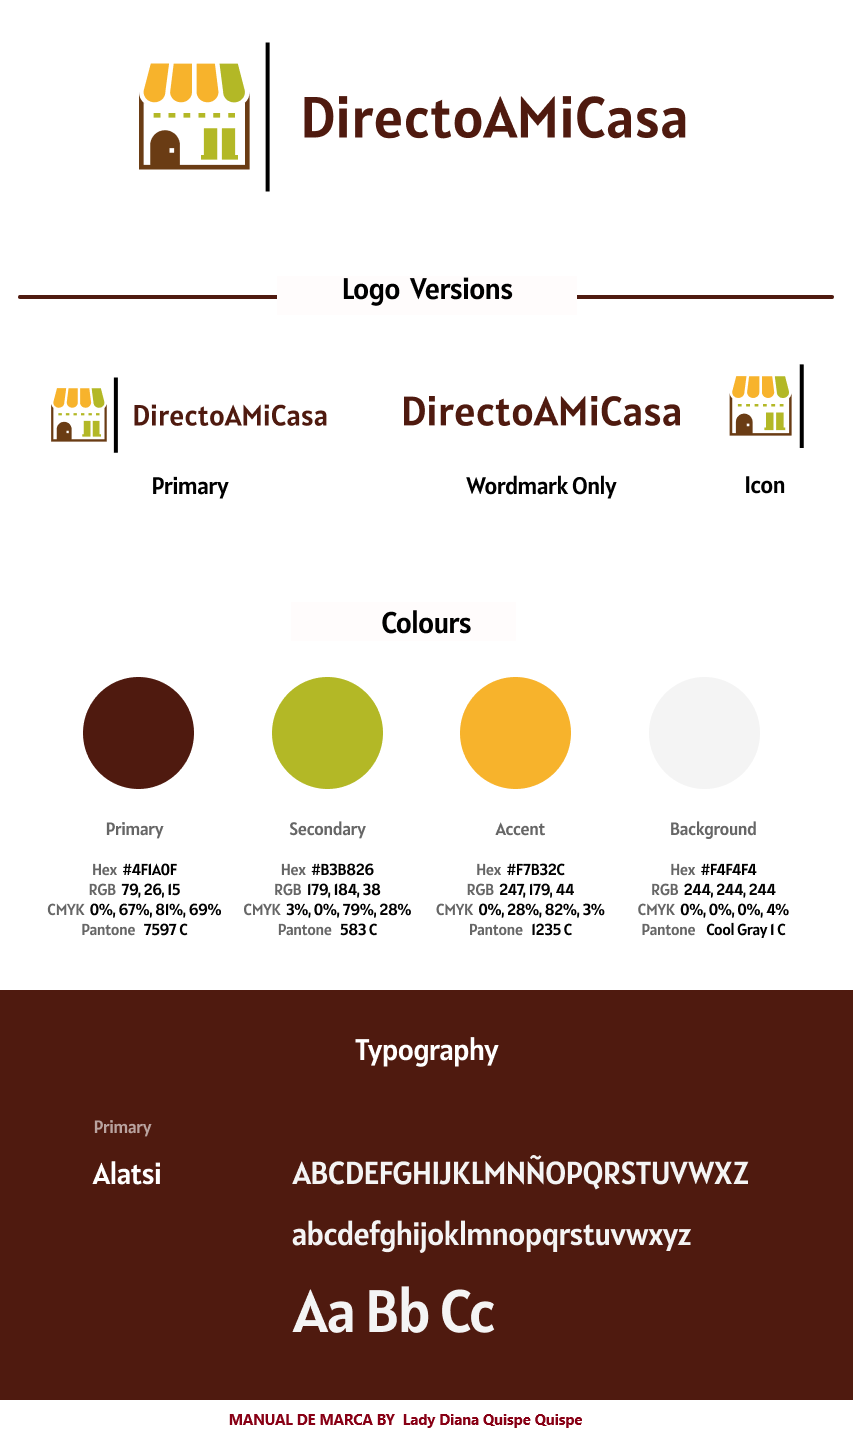 DirectoAMiCasa
Logo Versions
DirectoAMiCasa
DirectoAMiCasa
Primary
Wordmark Only
Icon
Colours
Primary
Secondary
Accent
Background
Hex #4F1A0F
RGB 79, 26, 15
CMYK 0%, 67%, 81%, 69%
Pantone 7597 C
Hex #B3B826
RGB 179, 184, 38
CMYK 3%, 0%, 79%, 28%
Pantone 583 C
Hex #F7B32C
RGB 247, 179, 44
CMYK 0%, 28%, 82%, 3%
Pantone 1235 C
Hex #F4F4F4
RGB 244, 244, 244
CMYK 0%, 0%, 0%, 4%
Pantone Cool Gray 1 C
Typography
Primary
Alatsi
ABCDEFGHIJKLMNÑOPQRSTUVWXZ
abcdefghijoklmnopqrstuvwxyz
Aa Bb Cc
MANUAL DE MARCA BY Lady Diana Quispe Quispe